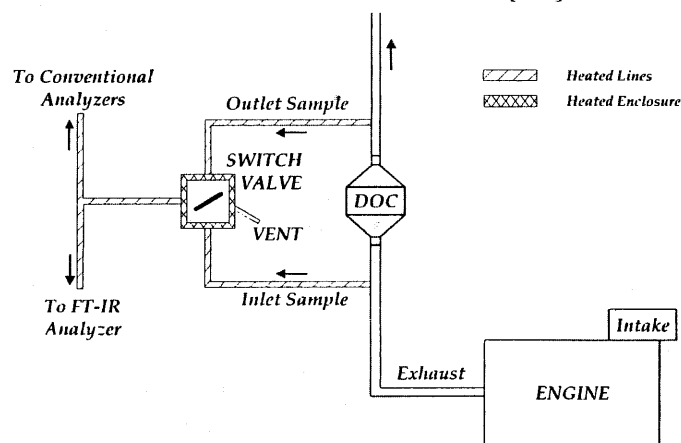 To Conventional
Analyzers
Outlet Sample
Heated Lines
Heated Enclosure
SWITCH
VALVE
DOC
VENT
Inlet Sample
To FT-IR
Analyzer
Intake
Exhaust
ENGINE